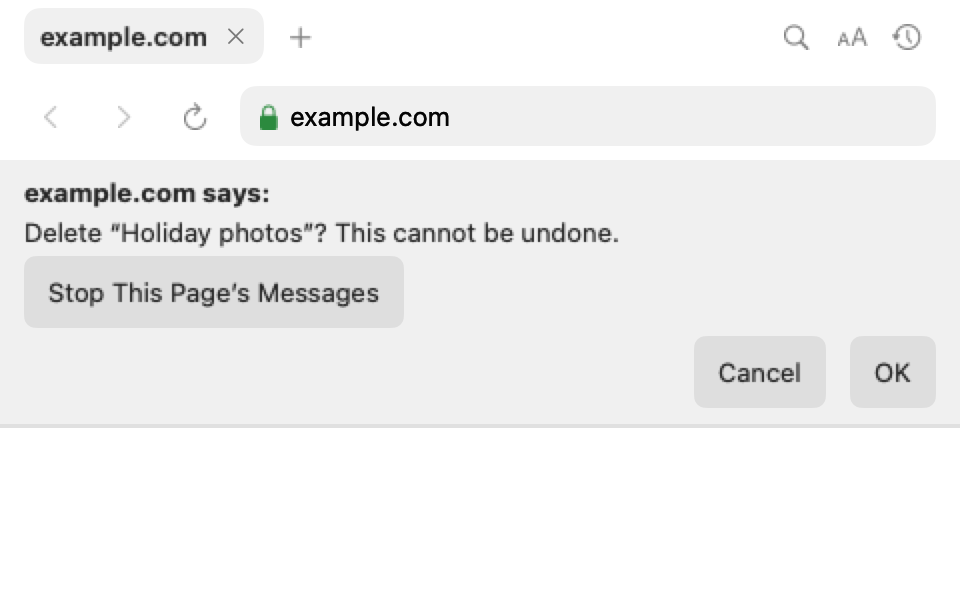 example.com
AA
example.com
example.com says:
Delete “Holiday photos”? This cannot be undone.
Stop This Page’s Messages
Cancel
OK